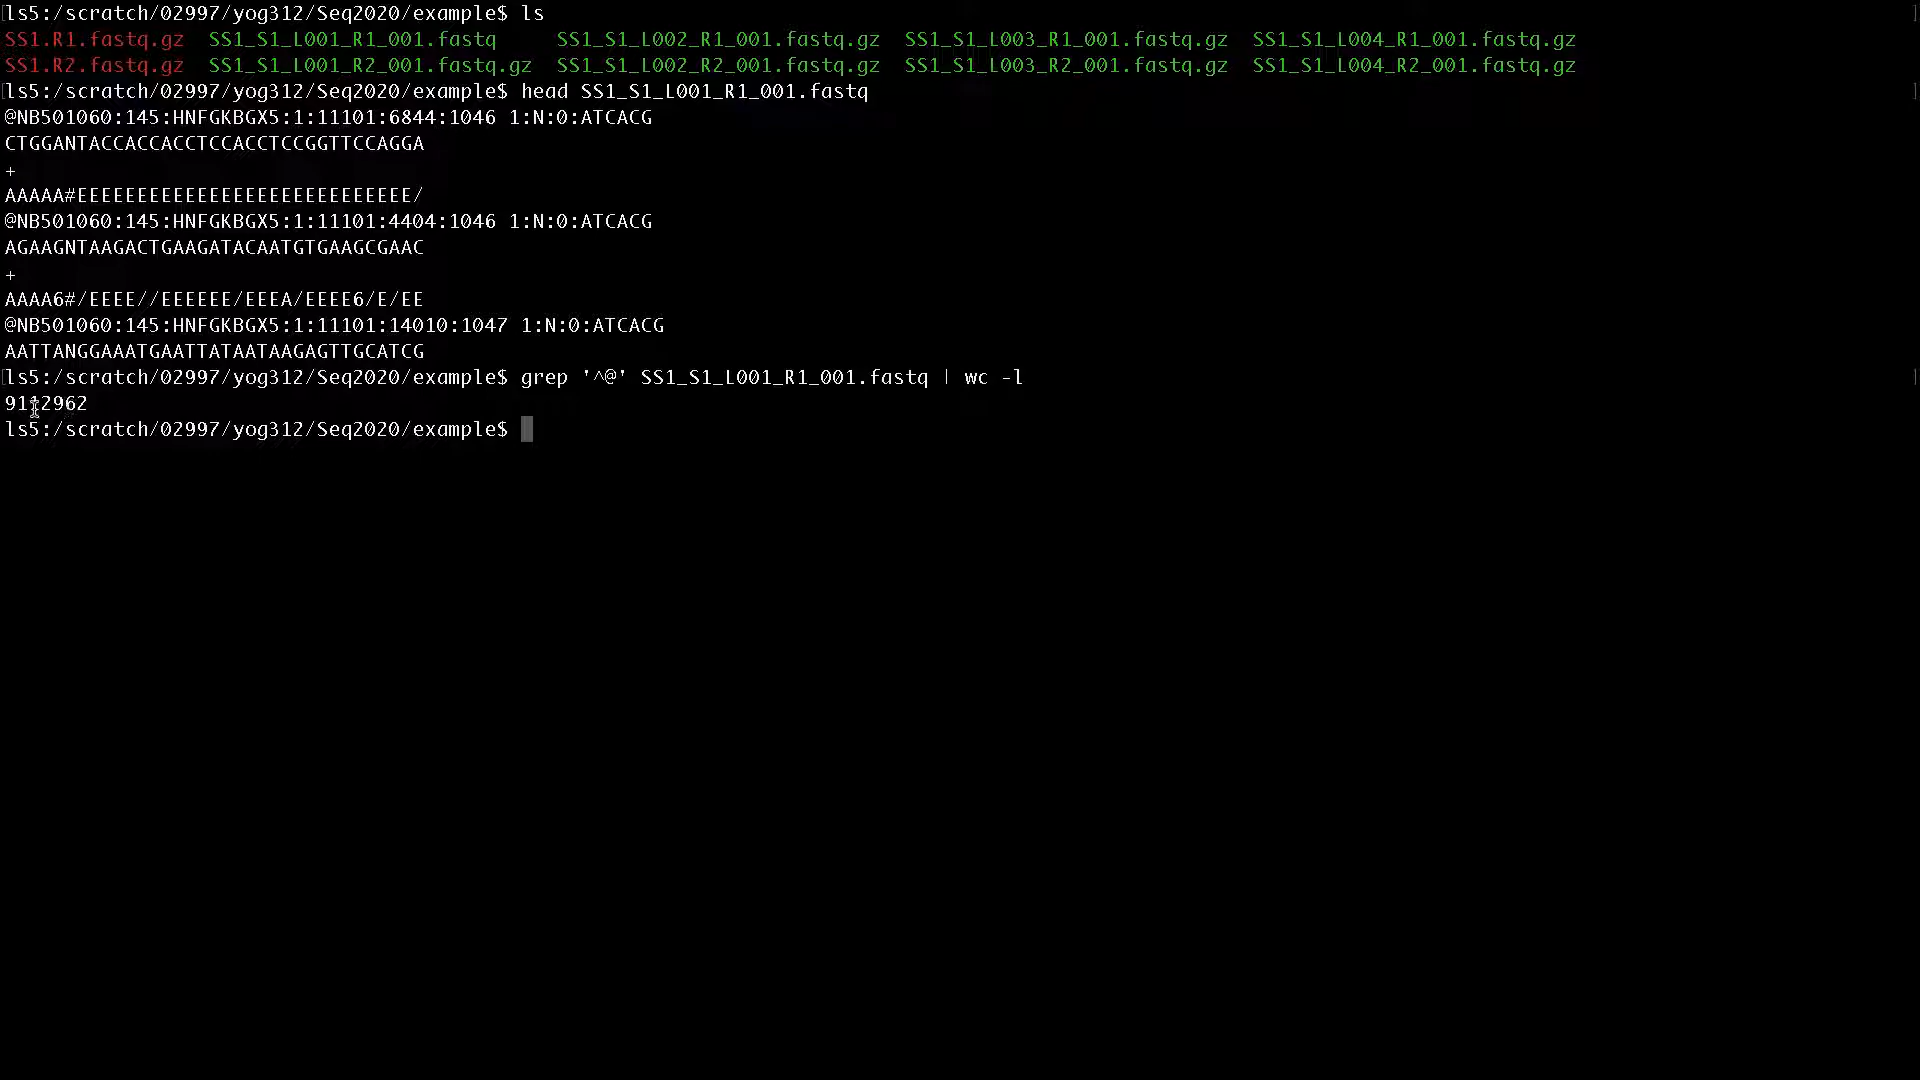 ls5:/scratch/02997/yog312/Seq2020/example$ ls
SS1.R1.fastq.gz  SS1_S1_L001_R1_001.fastq     SS1_S1_L002_R1_001.fastq.gz  SS1_S1_L003_R1_001.fastq.gz  SS1_S1_L004_R1_001.fastq.gz
SS1.R2.fastq.gz  SS1_S1_L001_R2_001.fastq.gz  SS1_S1_L002_R2_001.fastq.gz  SS1_S1_L003_R2_001.fastq.gz  SS1_S1_L004_R2_001.fastq.gz
ls5:/scratch/02997/yog312/Seq2020/example$ head SS1_S1_L001_R1_001.fastq
@NB501060:145:HNFGKBGX5:1:11101:6844:1046 1:N:0:ATCACG
CTGGANTACCACCACCTCCACCTCCGGTTCCAGGA
+
AAAAA#EEEEEEEEEEEEEEEEEEEEEEEEEEEE/
@NB501060:145:HNFGKBGX5:1:11101:4404:1046 1:N:0:ATCACG
AGAAGNTAAGACTGAAGATACAATGTGAAGCGAAC
+
AAAA6#/EEEE//EEEEEE/EEEA/EEEE6/E/EE
@NB501060:145:HNFGKBGX5:1:11101:14010:1047 1:N:0:ATCACG
AATTANGGAAATGAATTATAATAAGAGTTGCATCG
ls5:/scratch/02997/yog312/Seq2020/example$ grep '^@' SS1_S1_L001_R1_001.fastq | wc -l
9112962
ls5:/scratch/02997/yog312/Seq2020/example$